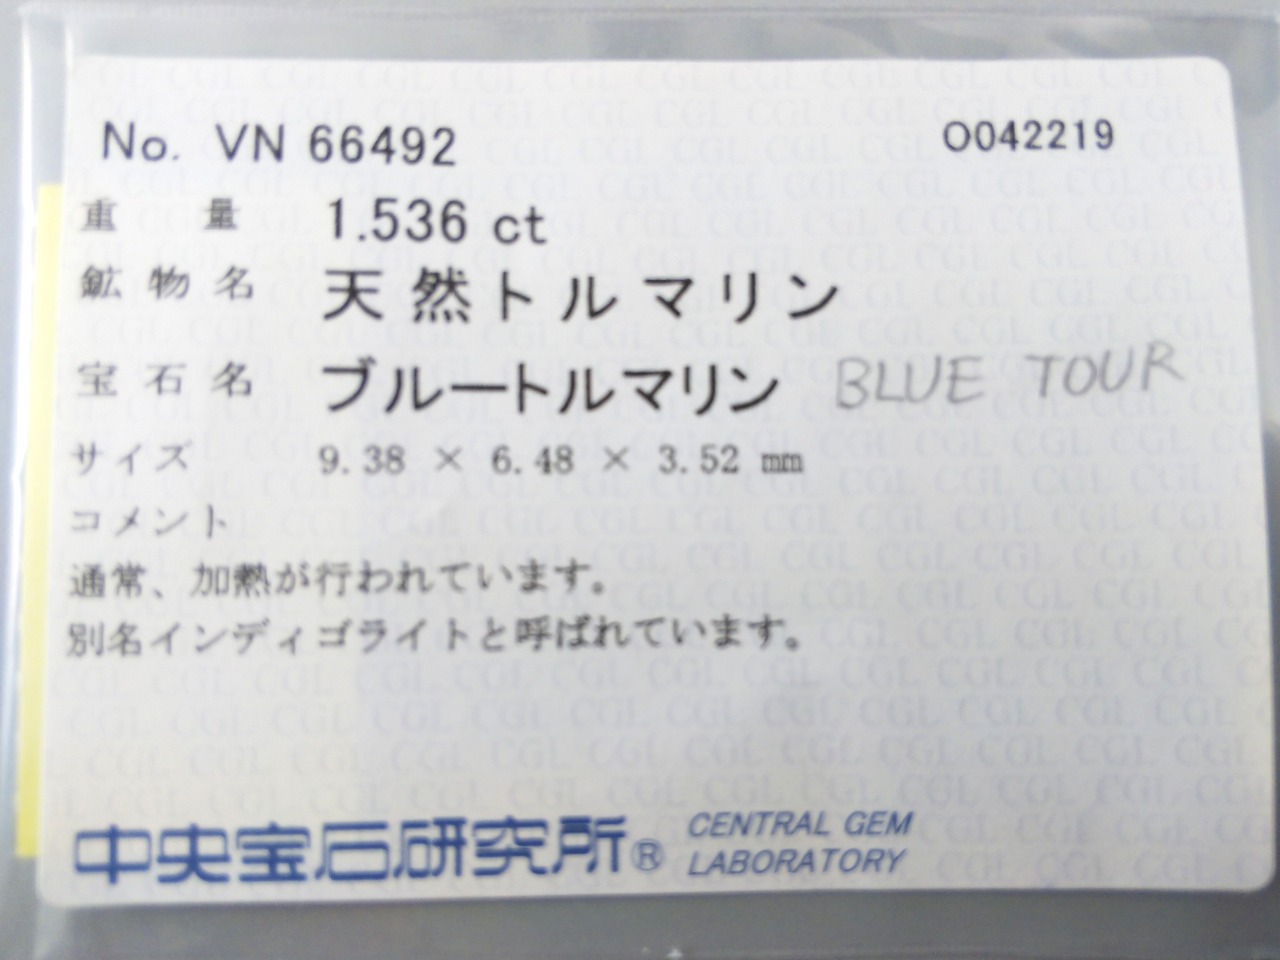 No. VN 66492 O042219
重量 1.536 ct
鉱物名 天然トルマリン
宝石名 ブルートルマリン BLUE TOUR
サイズ 9.38 × 6.48 × 3.52 mm
コメント
通常、加熱が行われています。
別名インディゴライトと呼ばれています。
中央宝石研究所® CENTRAL GEM
LABORATORY